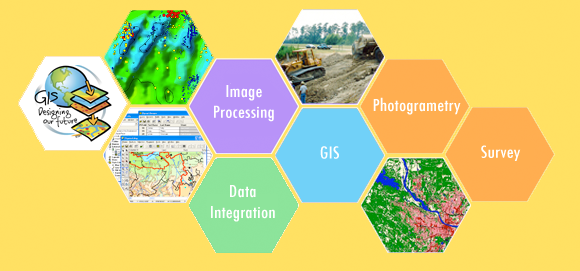 GIS
Designing
our future
Image
Processing
Photogrametry
GIS
Survey
Data
Integration